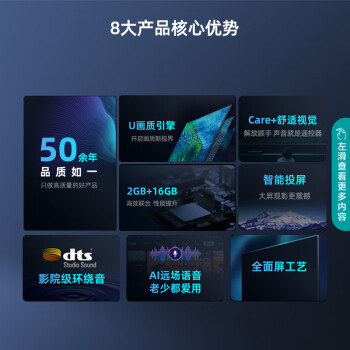 8大产品核心优势
50余年
品质如一
只做高质量的好产品
U画质引擎
开启画质新视界
Care+舒适视觉
解放顺手 声音就是遥控器
2GB+16GB
高效联合 性能提升
智能投屏
大屏观影更震撼
dts
Studio Sound
影院级环绕音
AI远场语音
老少都爱用
全面屏工艺
左滑查看更多内容